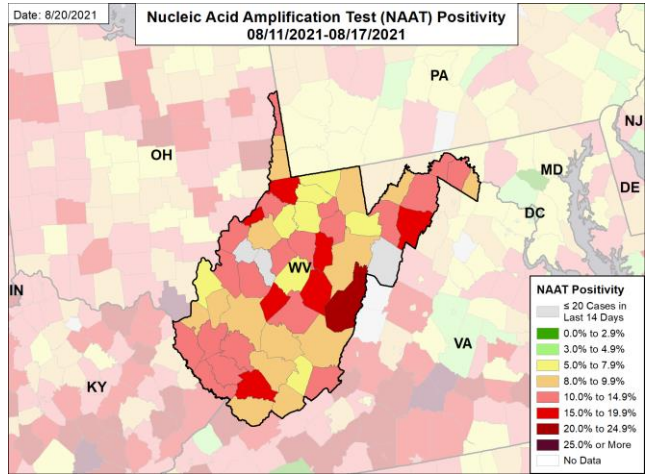 Date: 8/20/2021
Nucleic Acid Amplification Test (NAAT) Positivity
08/11/2021-08/17/2021
PA
NJ
OH
MD
DE
DC
WV
IN
VA
KY
NAAT Positivity
≤ 20 Cases in
Last 14 Days
0.0% to 2.9%
3.0% to 4.9%
5.0% to 7.9%
8.0% to 9.9%
10.0% to 14.9%
15.0% to 19.9%
20.0% to 24.9%
25.0% or More
No Data